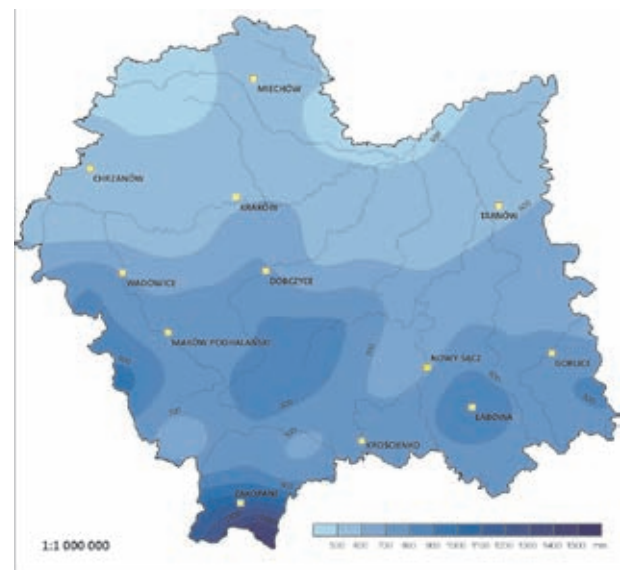 MIECHÓW
CHRZANÓW
KRAKÓW
TARNÓW
600
WADOWICE
DOBCZYCE
MAKÓW PODHALAŃSKI
NOWY SĄCZ
GORLICE
ŁABOWA
KROŚCIENKO
ZAKOPANE
1:1 000 000
500 600 700 800 900 1000 1100 1200 1300 1400 1500 mm